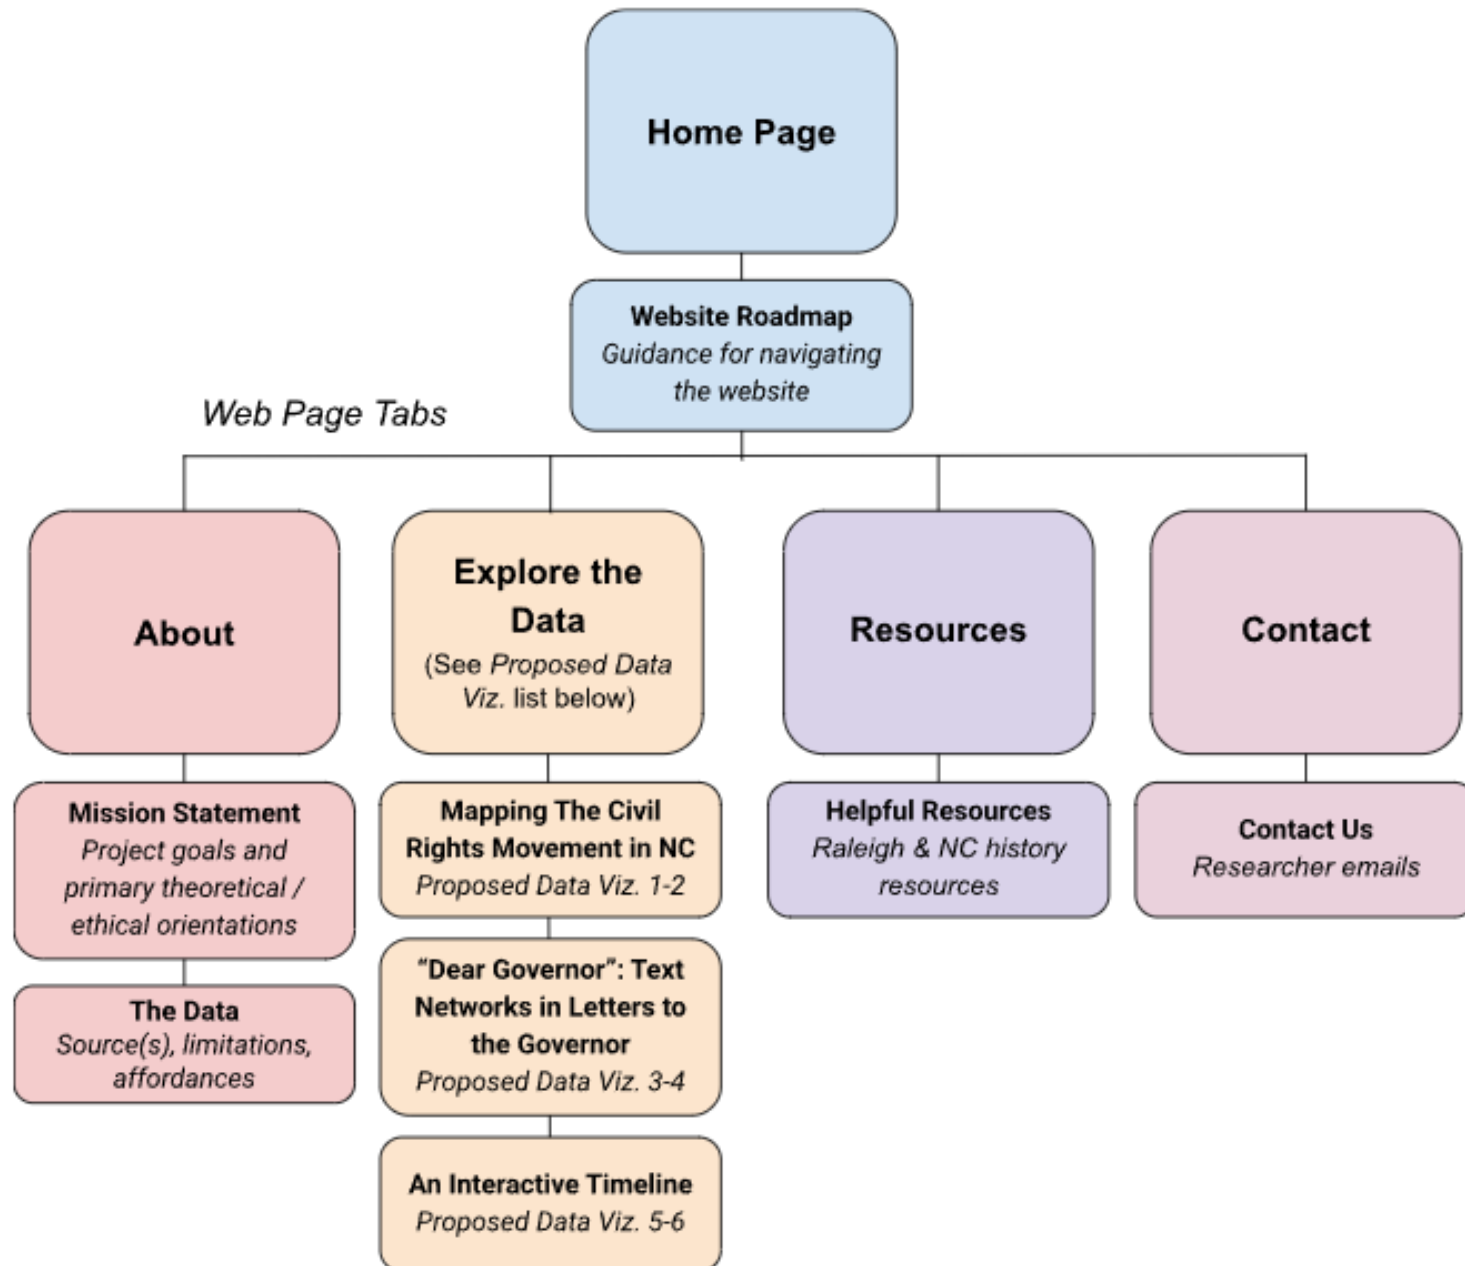 Home Page
Website Roadmap
Guidance for navigating
the website
Web Page Tabs
About
Mission Statement
Project goals and
primary theoretical /
ethical orientations
The Data
Source(s), limitations,
affordances
Explore the
Data
(See Proposed Data
Viz. list below)
Mapping The Civil
Rights Movement in NC
Proposed Data Viz. 1-2
“Dear Governor”: Text
Networks in Letters to
the Governor
Proposed Data Viz. 3-4
An Interactive Timeline
Proposed Data Viz. 5-6
Resources
Helpful Resources
Raleigh & NC history
resources
Contact
Contact Us
Researcher emails